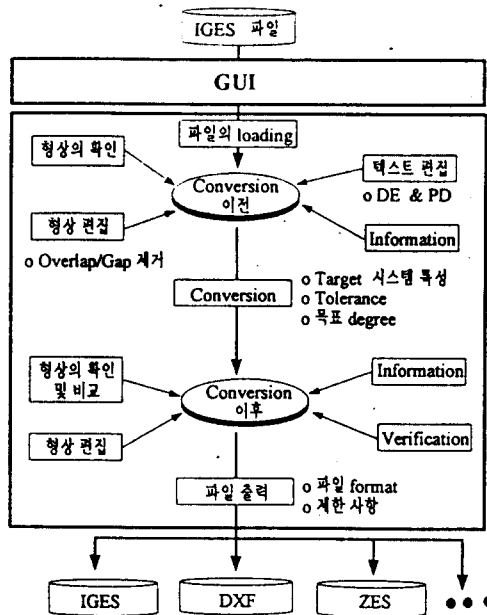 IGES 파일
GUI
파일의 loading
형상의 확인
Conversion
이전
텍스트 편집
o DE & PD
형상 편집
o Overlap/Gap 제거
Information
Conversion
o Target 시스템 특성
o Tolerance
o 목표 degree
형상의 확인
및 비교
Conversion
이후
Information
형상 편집
Verification
파일 출력
o 파일 format
o 제한 사항
IGES
DXF
ZES